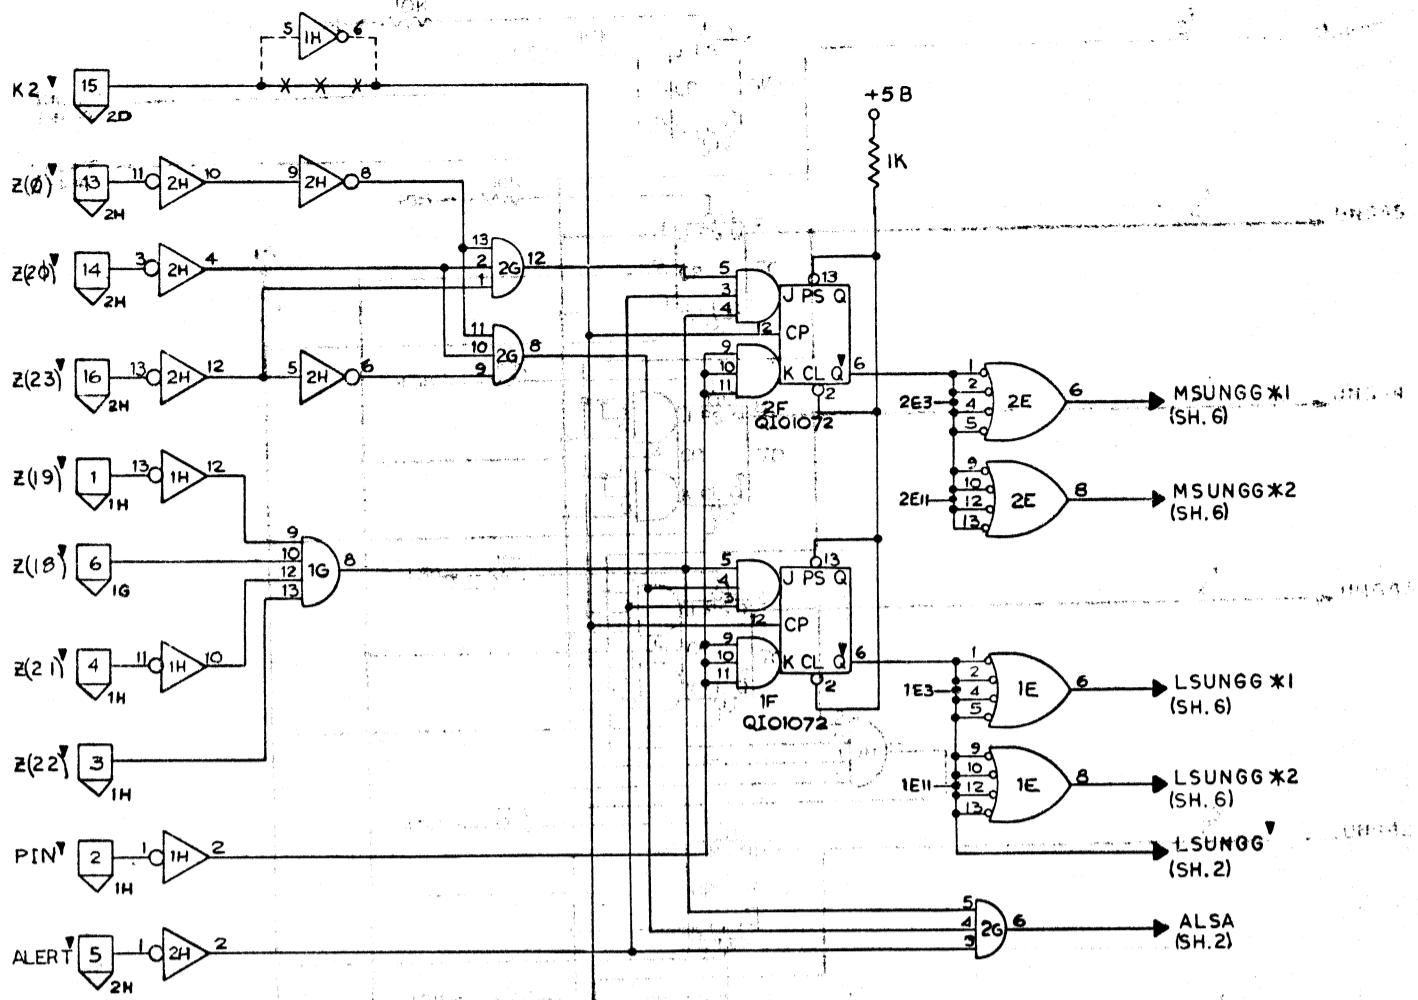 5 1H 6
K2▼ 15 2D
+5B
1K
Z(Ø)▼ 13 2H 11 2H 10 9 2H 8
Z(2Ø)▼ 14 2H 3 2H 4
13 2 1 2G 12
Z(23)▼ 16 2H 13 2H 12 5 2H 6
11 10 9 2G 8
5 3 4 12 J PS Q 13
CP
9 10 11 K CL Q▼ 2 6
2F
QI01072
1 2 4 5 2E3 2E 6 MSUNGG*1
(SH.6)
9 10 12 13 2E11 2E 8 MSUNGG*2
(SH.6)
Z(19)▼ 1 1H 13 1H 12
Z(18)▼ 6 1G
9 10 12 13 1G 8
Z(21)▼ 4 1H 11 1H 10
Z(22)▼ 3 1H
5 4 3 12 J PS Q 13
CP
9 10 11 K CL Q▼ 2 6
1F
QI01072
1 2 4 5 1E3 1E 6 LSUNGG*1
(SH.6)
9 10 12 13 1E11 1E 8 LSUNGG*2
(SH.6)
LSUNGG▼
(SH.2)
PIN▼ 2 1H 1 1H 2
ALERT▼ 5 2H 1 2H 2
5 4 3 2G 6 ALSA
(SH.2)